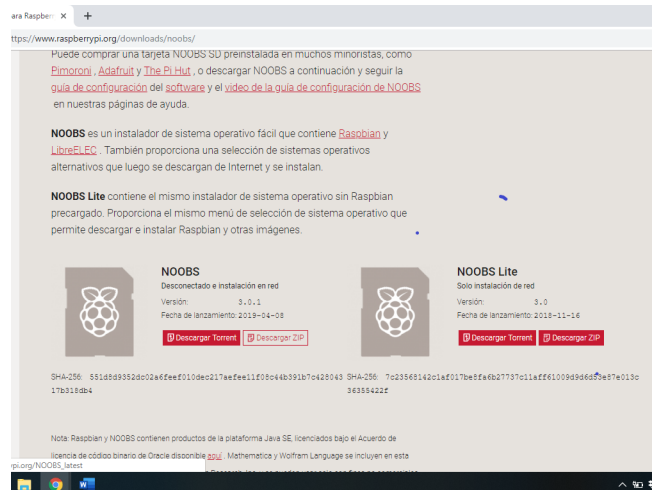 ara Raspber
ttps://www.raspberrypi.org/downloads/noobs/
Puede comprar una tarjeta NOOBS SD preinstalada en muchos minoristas, como
Pimoroni , Adafruit y The Pi Hut , o descargar NOOBS a continuación y seguir la
guía de configuración del software y el video de la guía de configuración de NOOBS
en nuestras páginas de ayuda.
NOOBS es un instalador de sistema operativo fácil que contiene Raspbian y
LibreELEC . También proporciona una selección de sistemas operativos
alternativos que luego se descargan de Internet y se instalan.
NOOBS Lite contiene el mismo instalador de sistema operativo sin Raspbian
precargado. Proporciona el mismo menú de selección de sistema operativo que
permite descargar e instalar Raspbian y otras imágenes.
NOOBS
Desconectado e instalación en red
Versión: 3.0.1
Fecha de lanzamiento: 2019-04-08
Descargar Torrent Descargar ZIP
SHA-256: 551d8d9352dc02a6feef010dec217aefee11f08c44b391b7c428043
17b318db4
NOOBS Lite
Solo instalación de red
Versión: 3.0
Fecha de lanzamiento: 2018-11-16
Descargar Torrent Descargar ZIP
SHA-256: 7c23568142c1af017be8fa6b27737c11aff61009d9d6d53e87e013c
36355422f
Nota: Raspbian y NOOBS contienen productos de la plataforma Java SE, licenciados bajo el Acuerdo de
licencia de código binario de Oracle disponible aquí . Mathematica y Wolfram Language se incluyen en esta
pi.org/NOOBS_latest